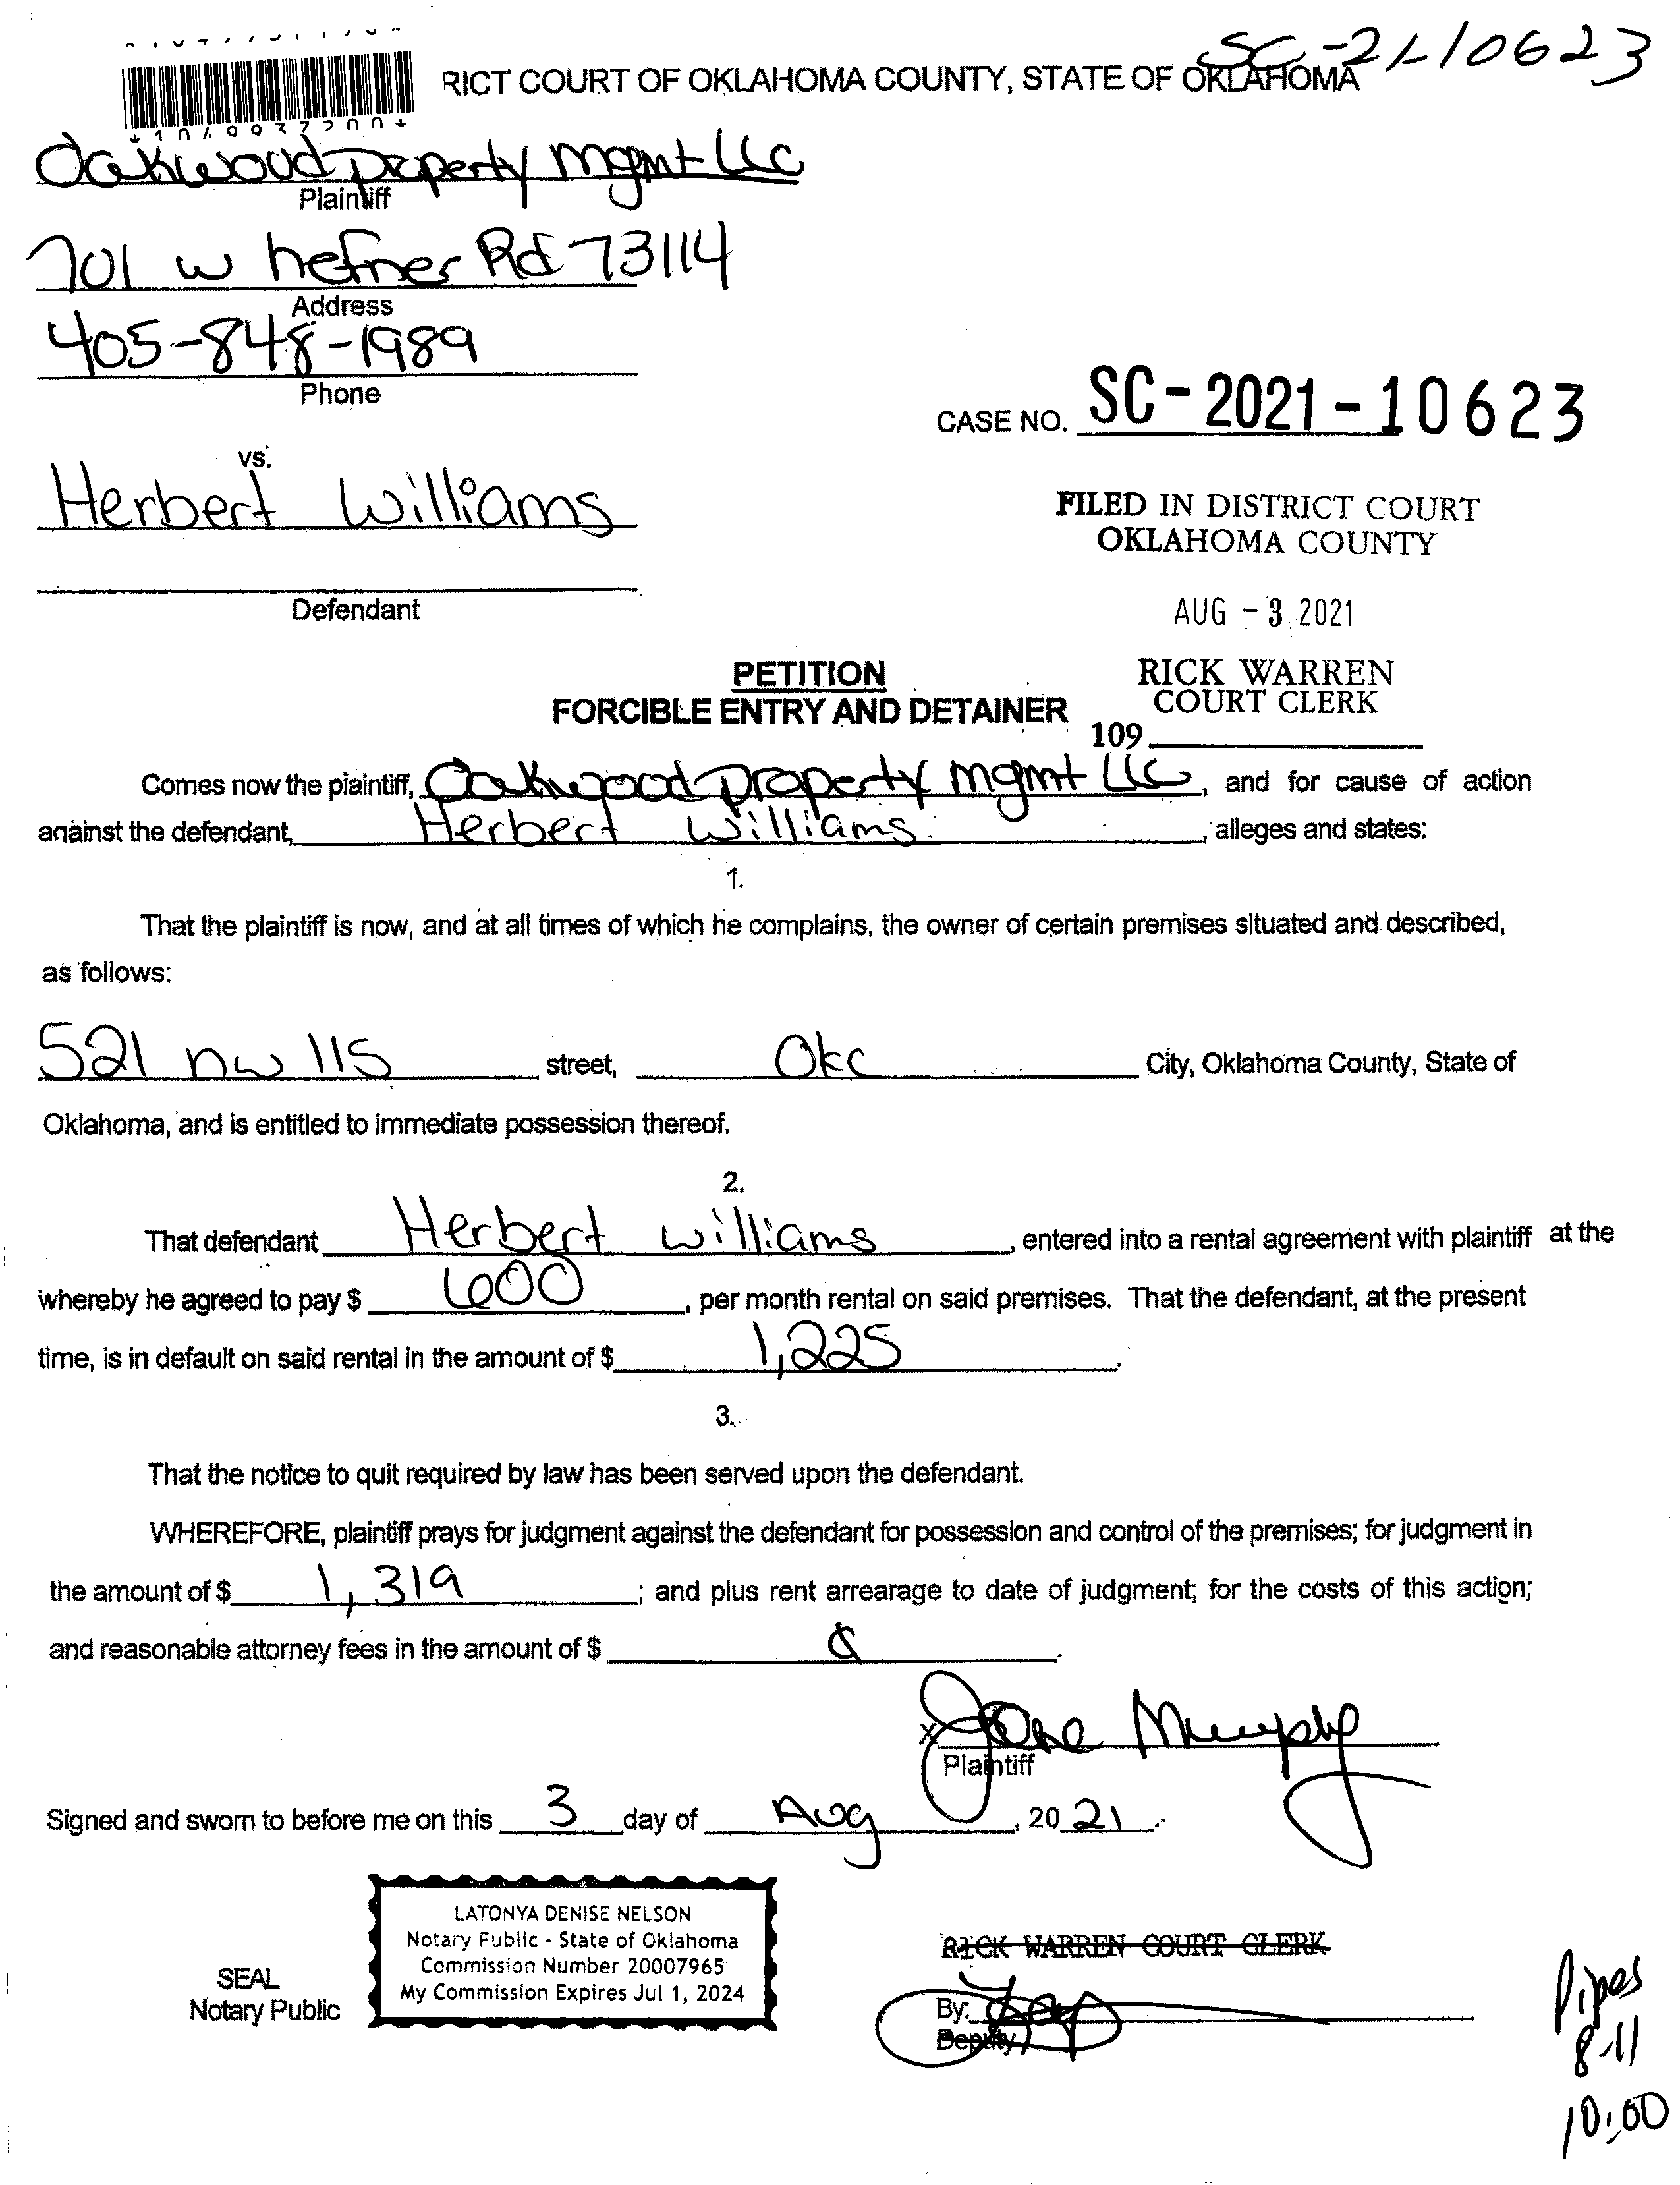 SC-21-10623
RICT COURT OF OKLAHOMA COUNTY, STATE OF OKLAHOMA
Oakwood Property Mgmt LLC
Plaintiff
701 w hefner Rd 73114
Address
405-848-1989
Phone
CASE NO. SC-2021-10623
vs.
Herbert Williams
FILED IN DISTRICT COURT
OKLAHOMA COUNTY
Defendant
AUG - 3 2021
PETITION
FORCIBLE ENTRY AND DETAINER
RICK WARREN
COURT CLERK
109
Comes now the plaintiff, Oakwood Property Mgmt LLC, and for cause of action
against the defendant, Herbert Williams, alleges and states:
1.
That the plaintiff is now, and at all times of which he complains, the owner of certain premises situated and described,
as follows:
521 nw 115 street, Okc City, Oklahoma County, State of
Oklahoma, and is entitled to immediate possession thereof.
2.
That defendant Herbert Williams, entered into a rental agreement with plaintiff at the
whereby he agreed to pay $ 600, per month rental on said premises. That the defendant, at the present
time, is in default on said rental in the amount of $ 1,225.
3.
That the notice to quit required by law has been served upon the defendant.
WHEREFORE, plaintiff prays for judgment against the defendant for possession and control of the premises; for judgment in
the amount of $ 1,319; and plus rent arrearage to date of judgment; for the costs of this action;
and reasonable attorney fees in the amount of $
x Jane Murphy
Plaintiff
Signed and sworn to before me on this 3 day of Aug, 2021.
LATONYA DENISE NELSON
Notary Public - State of Oklahoma
Commission Number 20007965
My Commission Expires Jul 1, 2024
SEAL
Notary Public
RICK WARREN COURT CLERK
By:
Deputy
Pipes
8-11
10:00